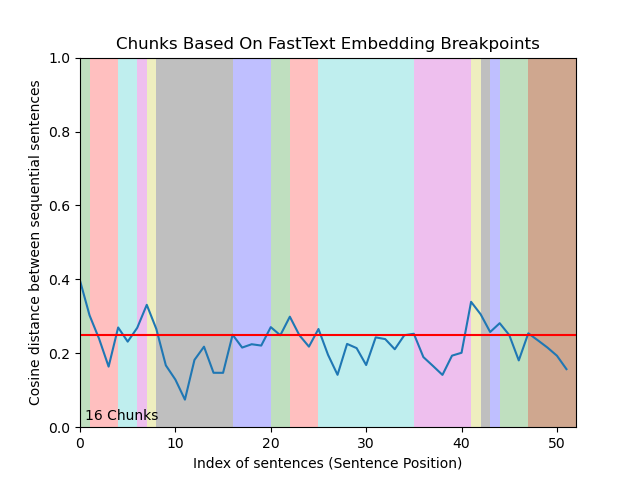 Chunks Based On FastText Embedding Breakpoints
Cosine distance between sequential sentences
1.0
0.8
0.6
0.4
0.2
0.0
16 Chunks
0 10 20 30 40 50
Index of sentences (Sentence Position)